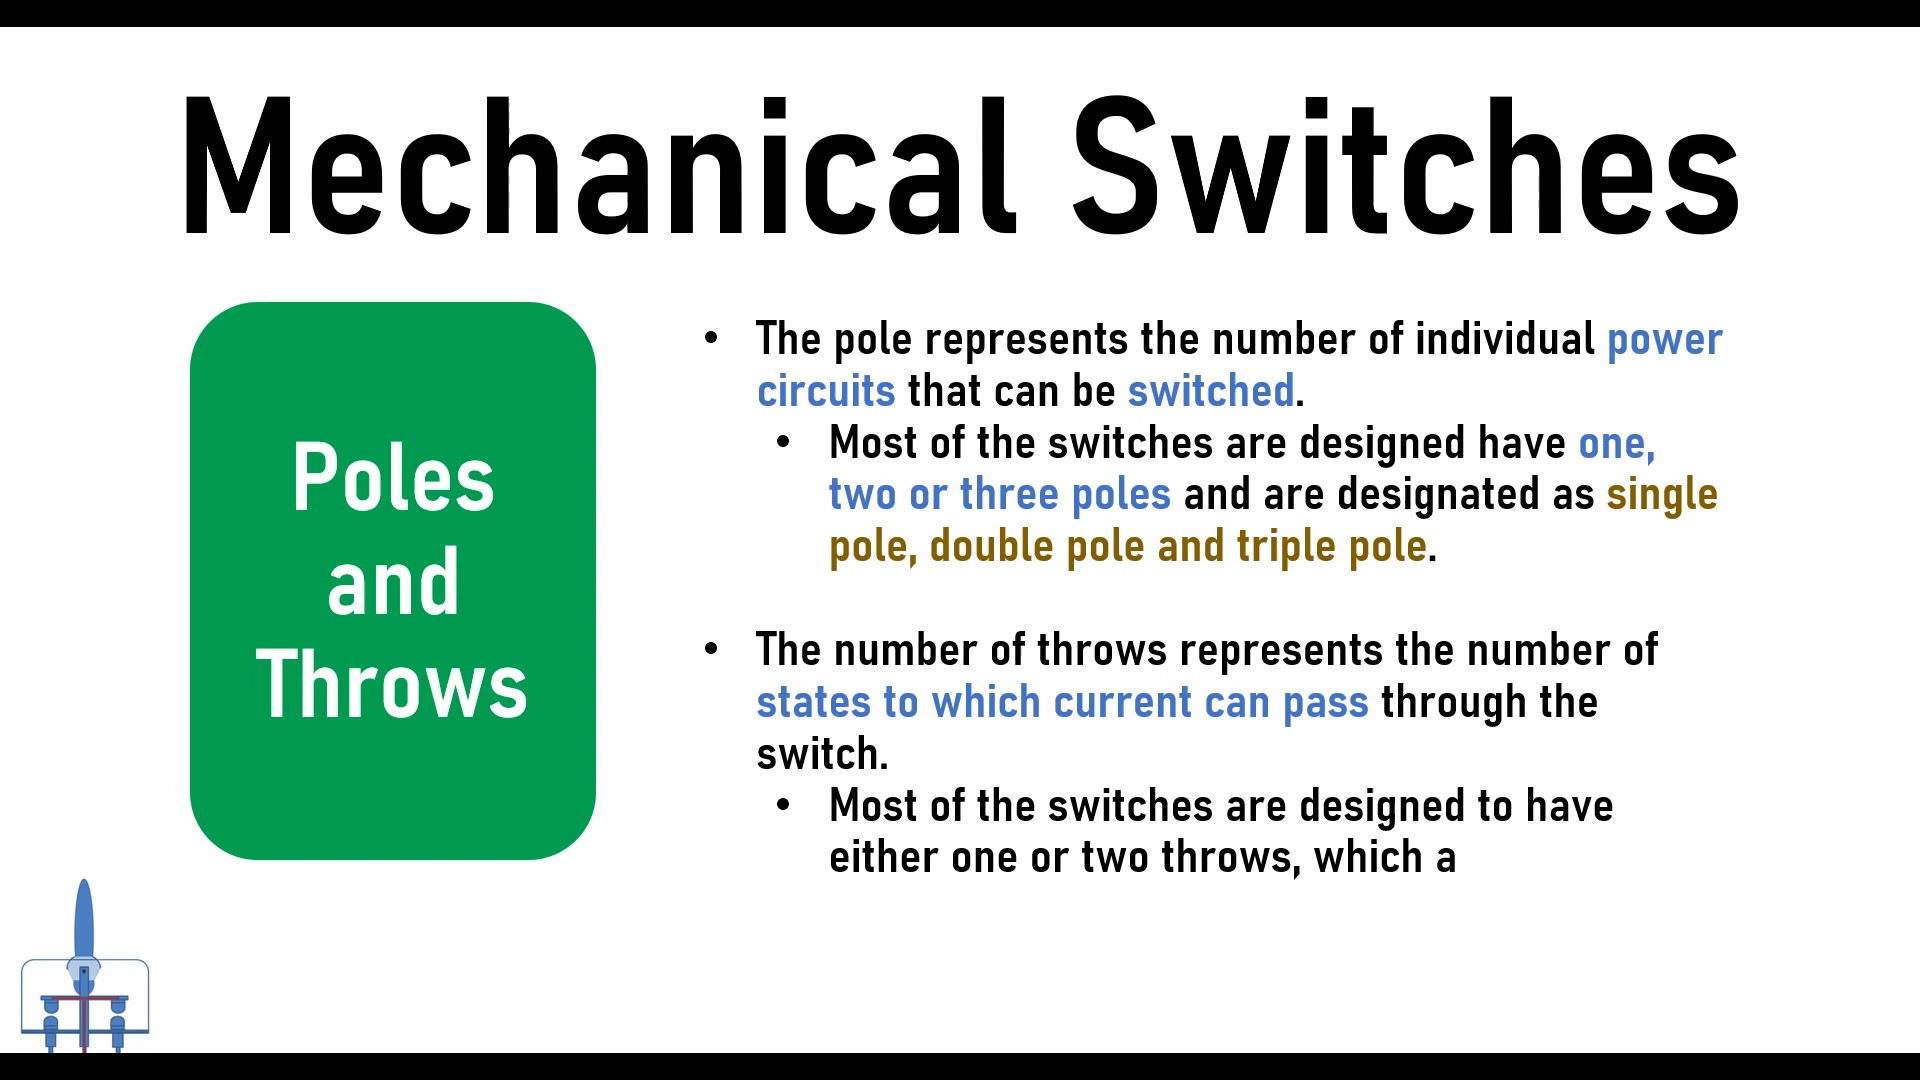 Mechanical Switches
Poles
and
Throws
• The pole represents the number of individual power
circuits that can be switched.
• Most of the switches are designed have one,
two or three poles and are designated as single
pole, double pole and triple pole.
• The number of throws represents the number of
states to which current can pass through the
switch.
• Most of the switches are designed to have
either one or two throws, which a